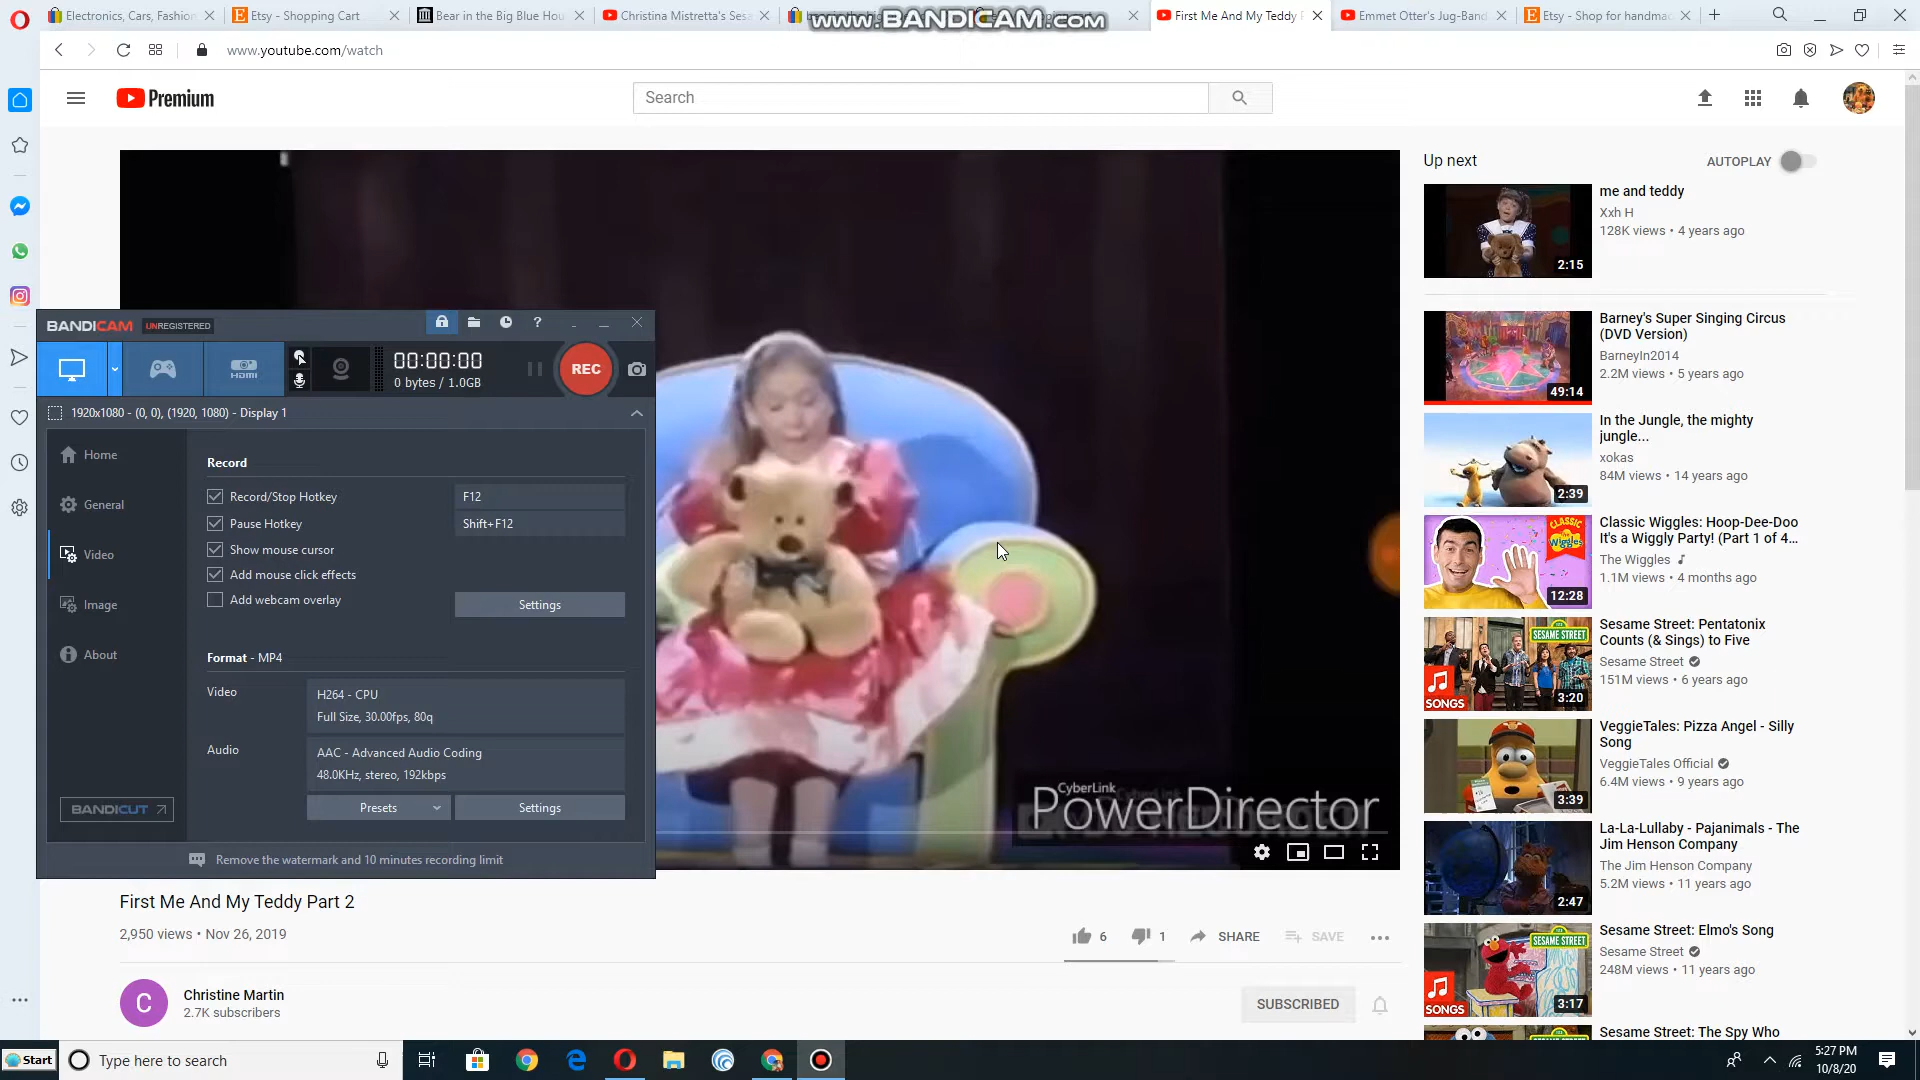 Electronics, Cars, Fashion
Etsy - Shopping Cart
Bear in the Big Blue Hou
Christina Mistretta's Sesa
www.BANDICAM.COM
First Me And My Teddy P
Emmet Otter's Jug-Band
Etsy - Shop for handmad
www.youtube.com/watch
Premium
Search
Up next
AUTOPLAY
me and teddy
Xxh H
128K views • 4 years ago
2:15
Barney's Super Singing Circus
(DVD Version)
BarneyIn2014
2.2M views • 5 years ago
49:14
In the Jungle, the mighty
jungle...
xokas
84M views • 14 years ago
2:39
Classic Wiggles: Hoop-Dee-Doo
It's a Wiggly Party! (Part 1 of 4...
The Wiggles
1.1M views • 4 months ago
CLASSIC
Wiggles
12:28
Sesame Street: Pentatonix
Counts (& Sings) to Five
Sesame Street
151M views • 6 years ago
SESAME STREET
SONGS
3:20
VeggieTales: Pizza Angel - Silly
Song
VeggieTales Official
6.4M views • 9 years ago
3:39
La-La-Lullaby - Pajanimals - The
Jim Henson Company
The Jim Henson Company
5.2M views • 11 years ago
2:47
Sesame Street: Elmo's Song
Sesame Street
248M views • 11 years ago
SESAME STREET
SONGS
3:17
Sesame Street: The Spy Who
SESAME STREET
BANDICAM UNREGISTERED
?
00:00:00
0 bytes / 1.0GB
REC
HDMI
1920x1080 - (0, 0), (1920, 1080) - Display 1
Home
General
Video
Image
About
BANDICUT
Record
Record/Stop Hotkey
F12
Pause Hotkey
Shift+F12
Show mouse cursor
Add mouse click effects
Add webcam overlay
Settings
Format - MP4
Video
H264 - CPU
Full Size, 30.00fps, 80q
Audio
AAC - Advanced Audio Coding
48.0KHz, stereo, 192kbps
Presets
Settings
Remove the watermark and 10 minutes recording limit
CyberLink
PowerDirector
First Me And My Teddy Part 2
2,950 views • Nov 26, 2019
6
1
SHARE
SAVE
C
Christine Martin
2.7K subscribers
SUBSCRIBED
Start
Type here to search
5:27 PM
10/8/20